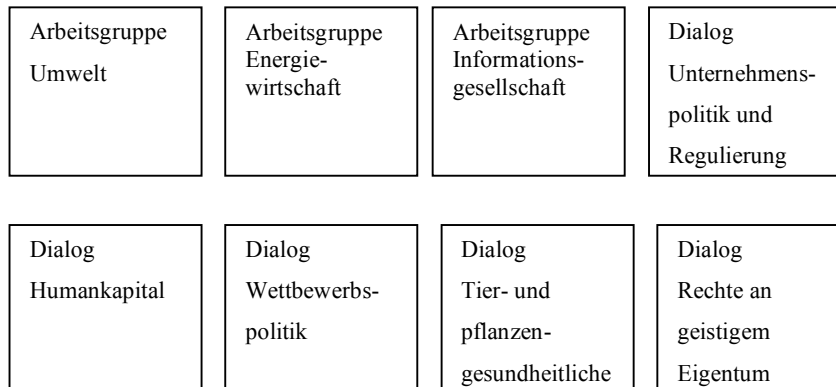 Arbeitsgruppe
Umwelt
Arbeitsgruppe
Energie-
wirtschaft
Arbeitsgruppe
Informations-
gesellschaft
Dialog
Unternehmens-
politik und
Regulierung
Dialog
Humankapital
Dialog
Wettbewerbs-
politik
Dialog
Tier- und
pflanzen-
gesundheitliche
Dialog
Rechte an
geistigem
Eigentum